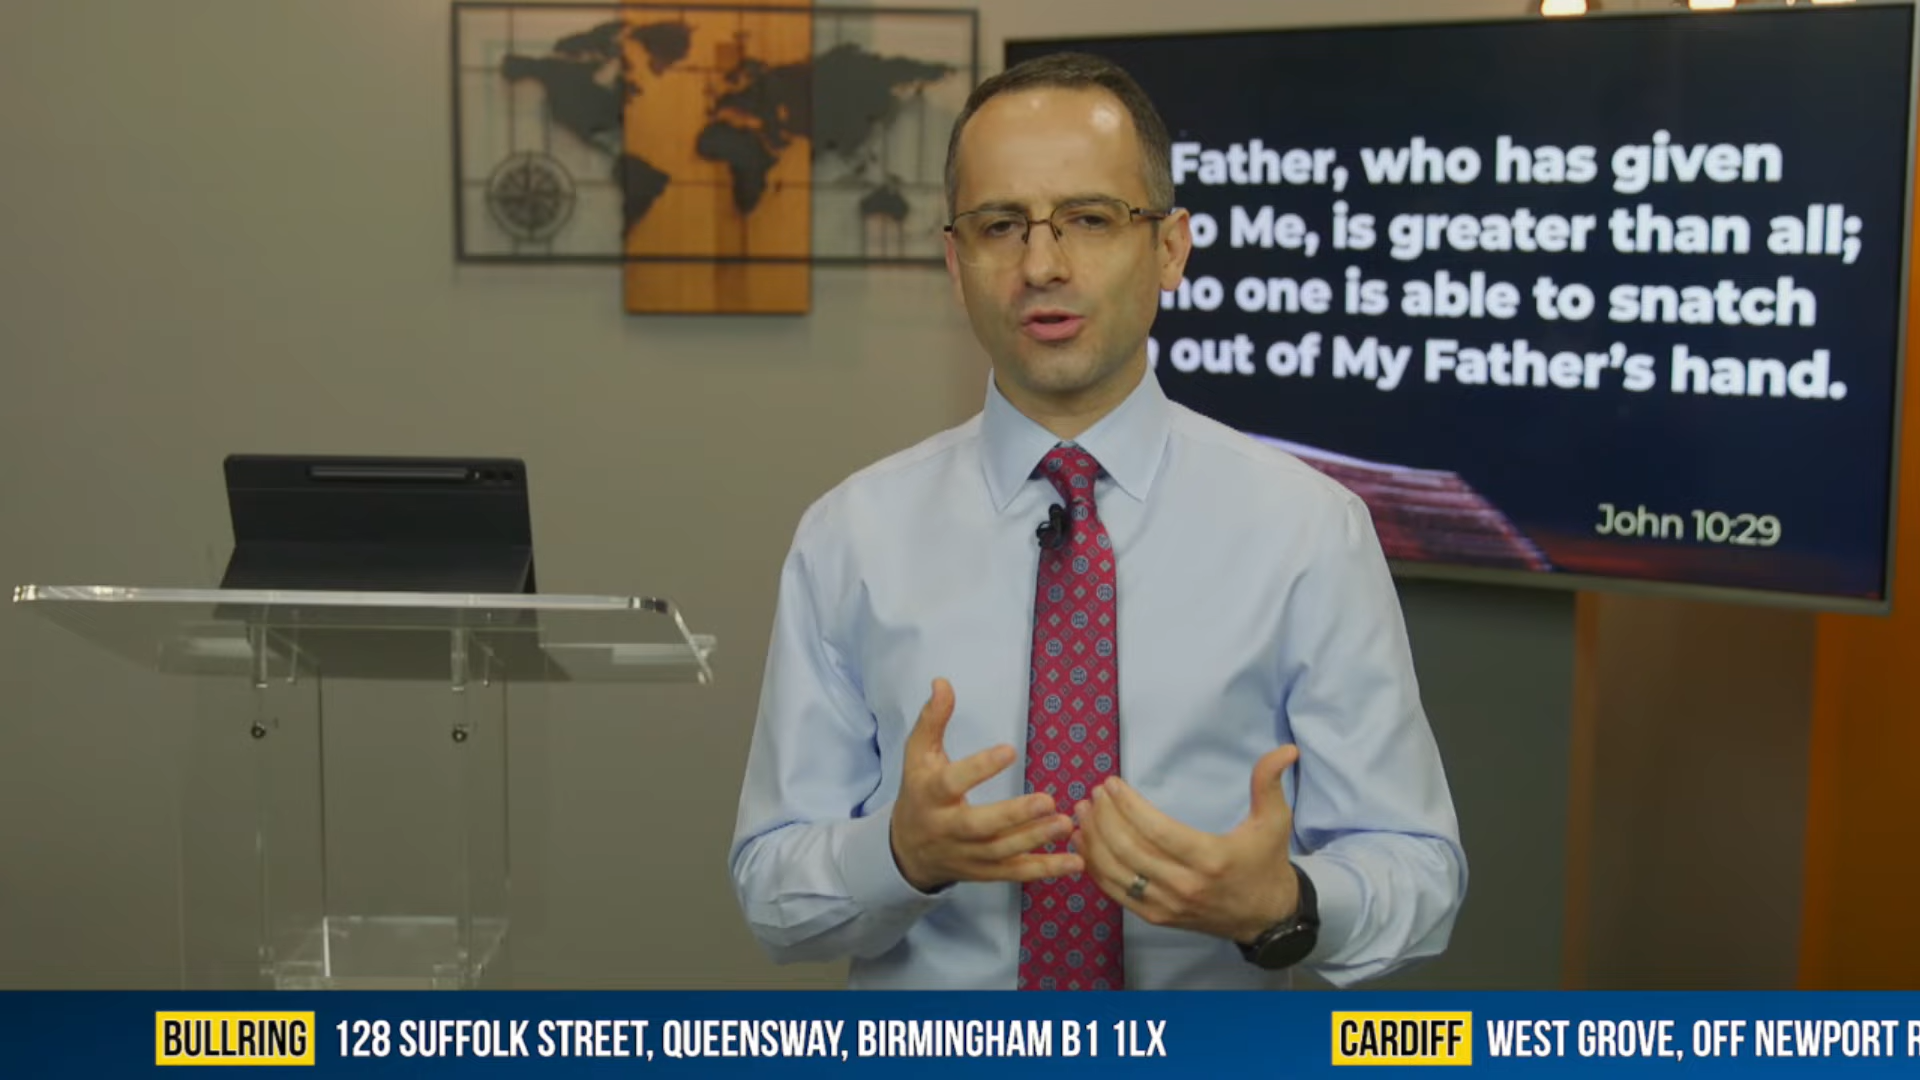 Father, who has given
Me, is greater than all;
no one is able to snatch
out of My Father's hand.
John 10:29
BULLRING 128 SUFFOLK STREET, QUEENSWAY, BIRMINGHAM B1 1LX CARDIFF WEST GROVE, OFF NEWPORT